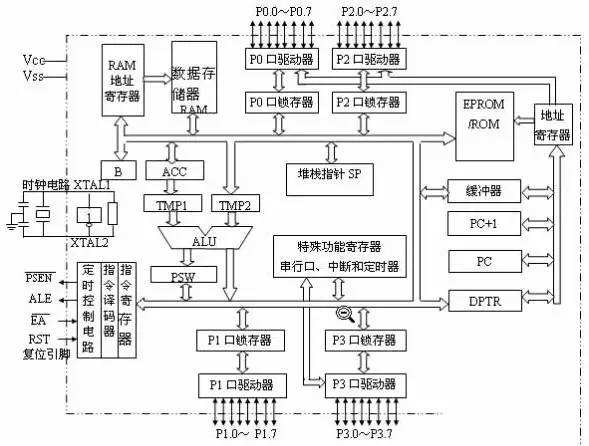 P0.0～P0.7
P2.0～P2.7
Vcc
Vss
RAM
地址
寄存器
数据存
储器
RAM
P0 口驱动器
P2 口驱动器
P0 口锁存器
P2 口锁存器
EPROM
/ROM
地址
寄存器
B
ACC
堆栈指针 SP
缓冲器
时钟电路 XTAL1
TMP1
TMP2
1
PC+1
XTAL2
ALU
特殊功能寄存器
串行口、中断和定时器
PC
PSW
PSEN
ALE
EA
RST
复位引脚
定时控制电路
指令译码器
指令寄存器
DPTR
P1 口锁存器
P3 口锁存器
P1 口驱动器
P3 口驱动器
P1.0～ P1.7
P3.0～ P3.7